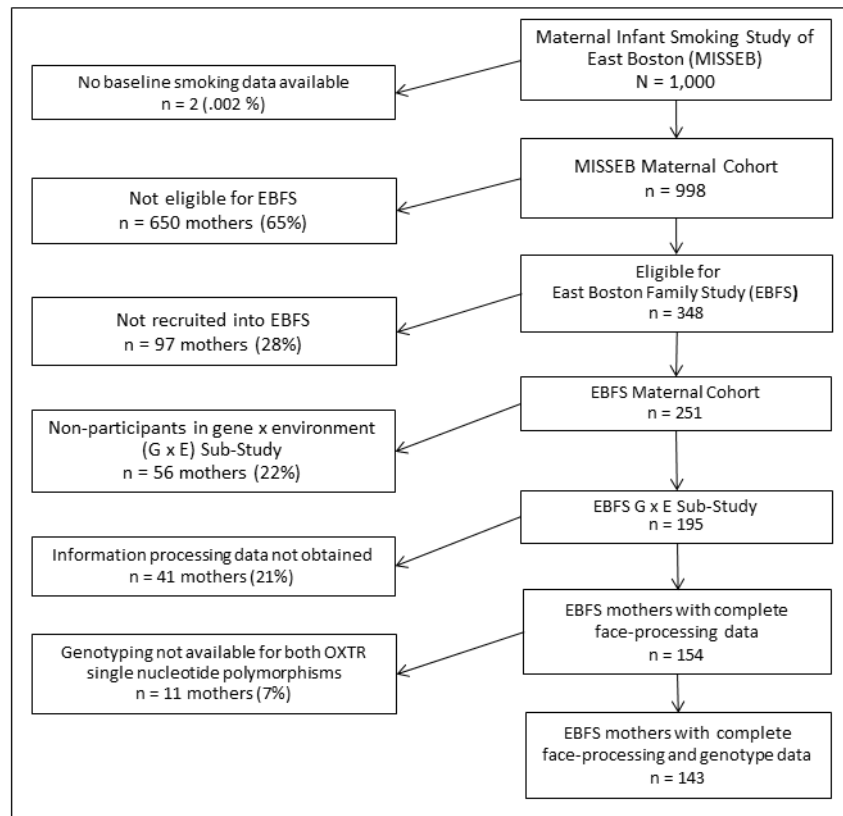 Maternal Infant Smoking Study of
East Boston (MISSEB)
N = 1,000
No baseline smoking data available
n = 2 (.002 %)
MISSEB Maternal Cohort
n = 998
Not eligible for EBFS
n = 650 mothers (65%)
Eligible for
East Boston Family Study (EBFS)
n = 348
Not recruited into EBFS
n = 97 mothers (28%)
EBFS Maternal Cohort
n = 251
Non-participants in gene x environment
(G x E) Sub-Study
n = 56 mothers (22%)
EBFS G x E Sub-Study
n = 195
Information processing data not obtained
n = 41 mothers (21%)
EBFS mothers with complete
face-processing data
n = 154
Genotyping not available for both OXTR
single nucleotide polymorphisms
n = 11 mothers (7%)
EBFS mothers with complete
face-processing and genotype data
n = 143